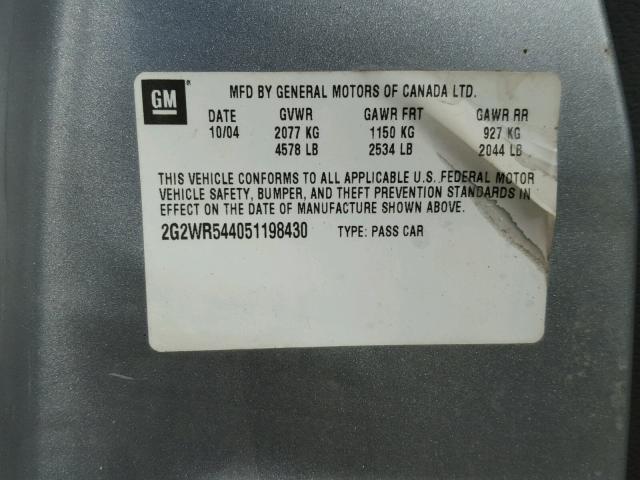 GM
MFD BY GENERAL MOTORS OF CANADA LTD.
DATE GVWR GAWR FRT GAWR RR
10/04 2077 KG 1150 KG 927 KG
4578 LB 2534 LB 2044 LB
THIS VEHICLE CONFORMS TO ALL APPLICABLE U.S. FEDERAL MOTOR
VEHICLE SAFETY, BUMPER, AND THEFT PREVENTION STANDARDS IN
EFFECT ON THE DATE OF MANUFACTURE SHOWN ABOVE.
2G2WR544051198430 TYPE: PASS CAR